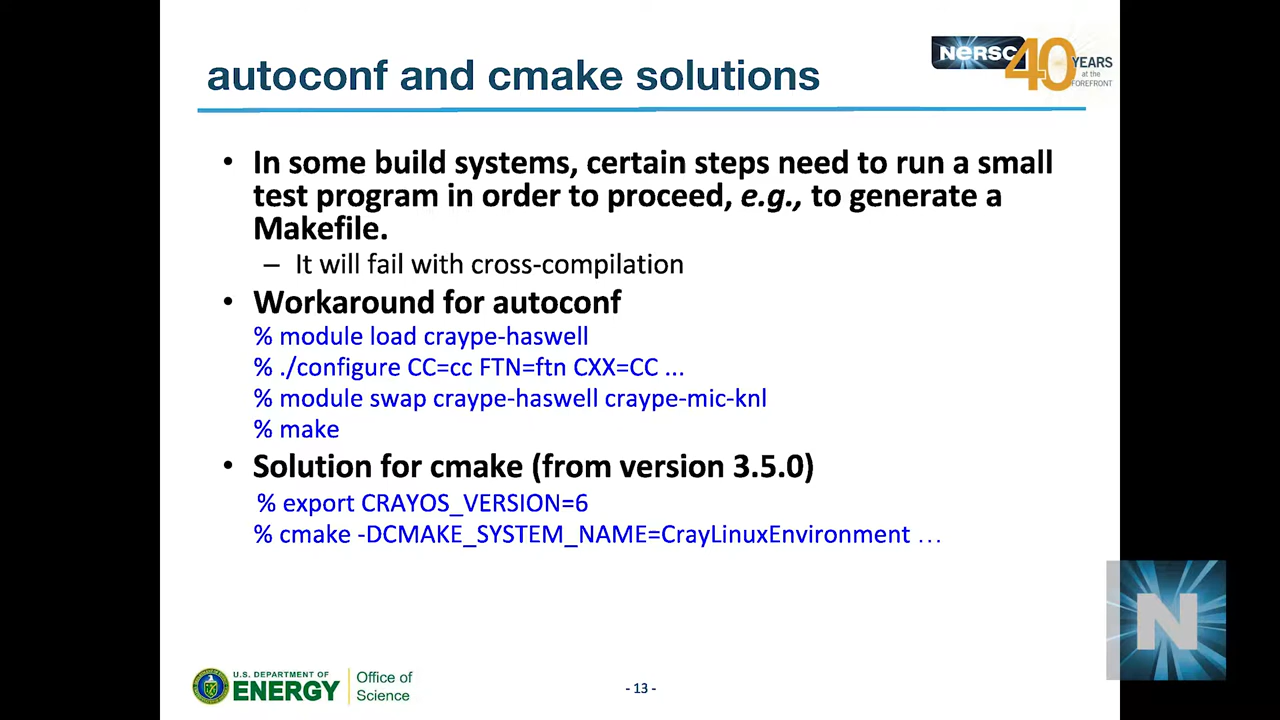 NERSC 40 YEARS
at the
FOREFRONT
autoconf and cmake solutions
• In some build systems, certain steps need to run a small
test program in order to proceed, e.g., to generate a
Makefile.
– It will fail with cross-compilation
• Workaround for autoconf
% module load craype-haswell
% ./configure CC=cc FTN=ftn CXX=CC ...
% module swap craype-haswell craype-mic-knl
% make
• Solution for cmake (from version 3.5.0)
% export CRAYOS_VERSION=6
% cmake -DCMAKE_SYSTEM_NAME=CrayLinuxEnvironment …
N
U.S. DEPARTMENT OF
ENERGY
Office of
Science
- 13 -